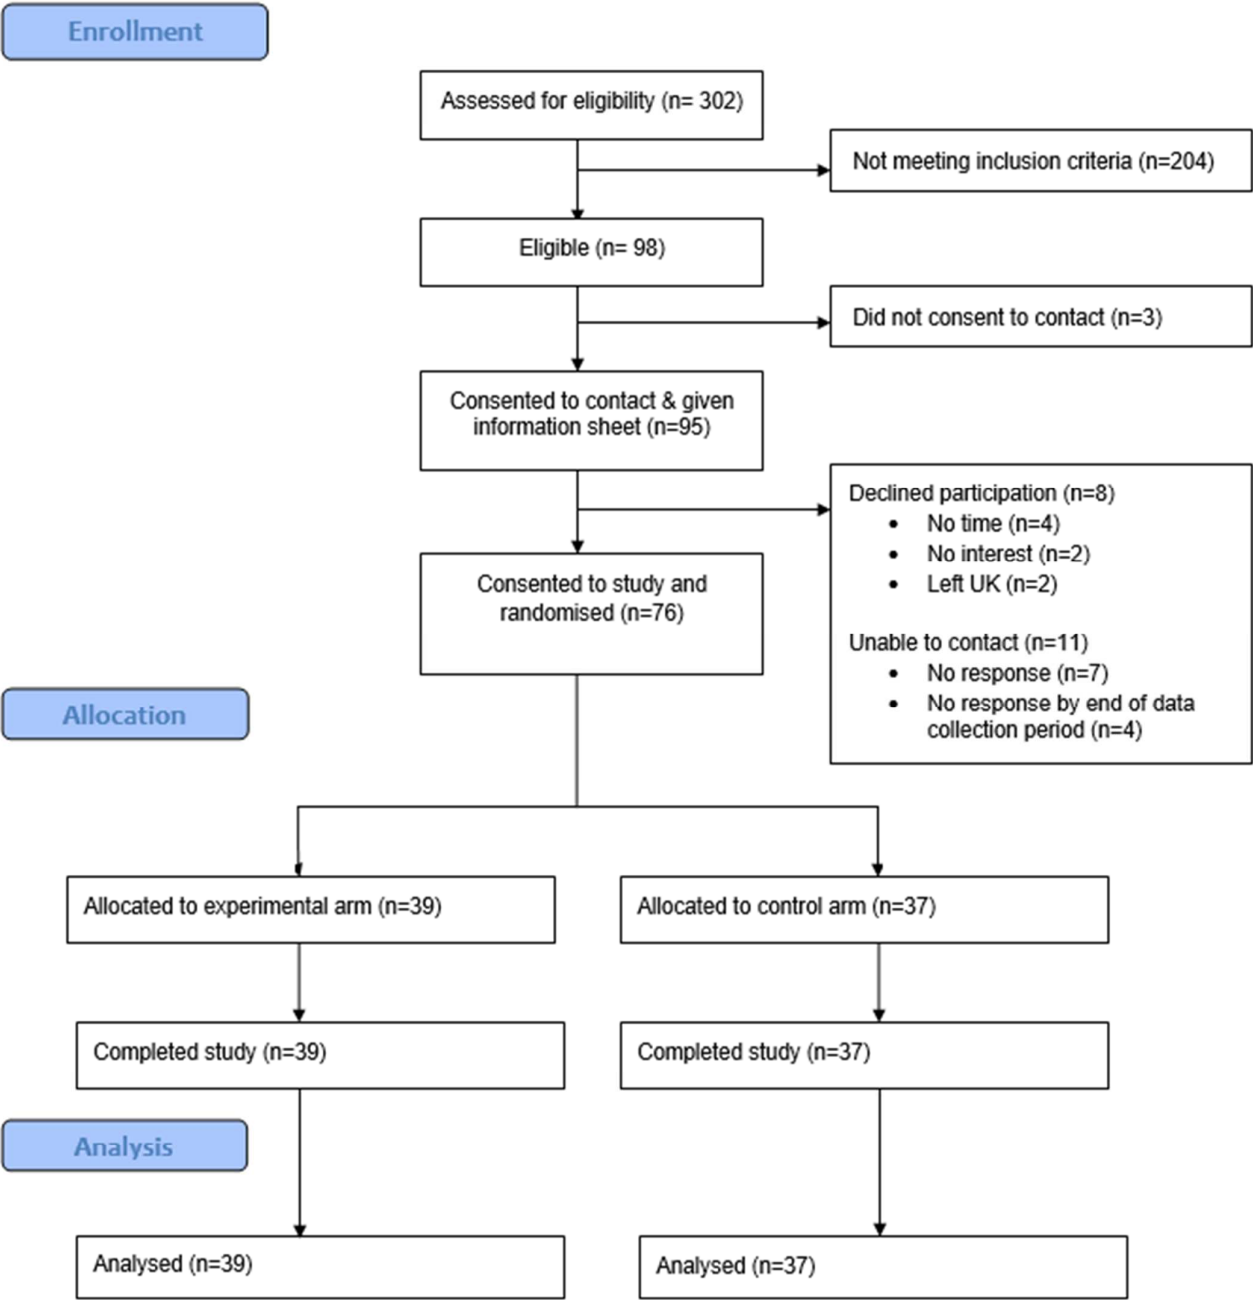 Enrollment
Assessed for eligibility (n= 302)
Not meeting inclusion criteria (n=204)
Eligible (n= 98)
Did not consent to contact (n=3)
Consented to contact & given
information sheet (n=95)
Declined participation (n=8)
• No time (n=4)
• No interest (n=2)
• Left UK (n=2)
Unable to contact (n=11)
• No response (n=7)
• No response by end of data
collection period (n=4)
Consented to study and
randomised (n=76)
Allocation
Allocated to experimental arm (n=39)
Allocated to control arm (n=37)
Completed study (n=39)
Completed study (n=37)
Analysis
Analysed (n=39)
Analysed (n=37)